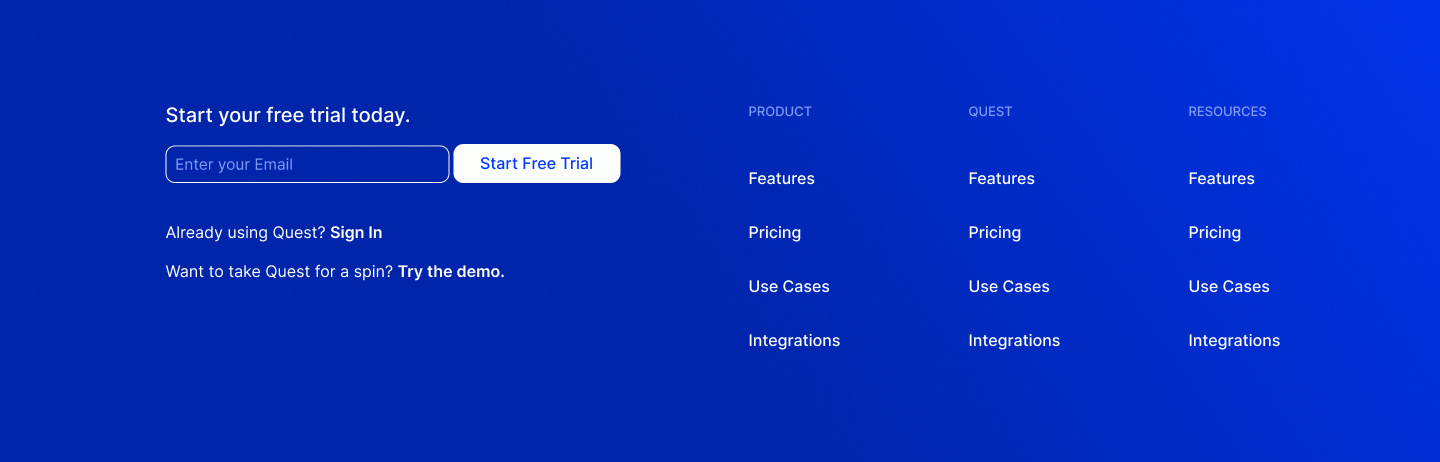 Start your free trial today.
Enter your Email
Start Free Trial
Already using Quest? Sign In
Want to take Quest for a spin? Try the demo.
PRODUCT
Features
Pricing
Use Cases
Integrations
QUEST
Features
Pricing
Use Cases
Integrations
RESOURCES
Features
Pricing
Use Cases
Integrations